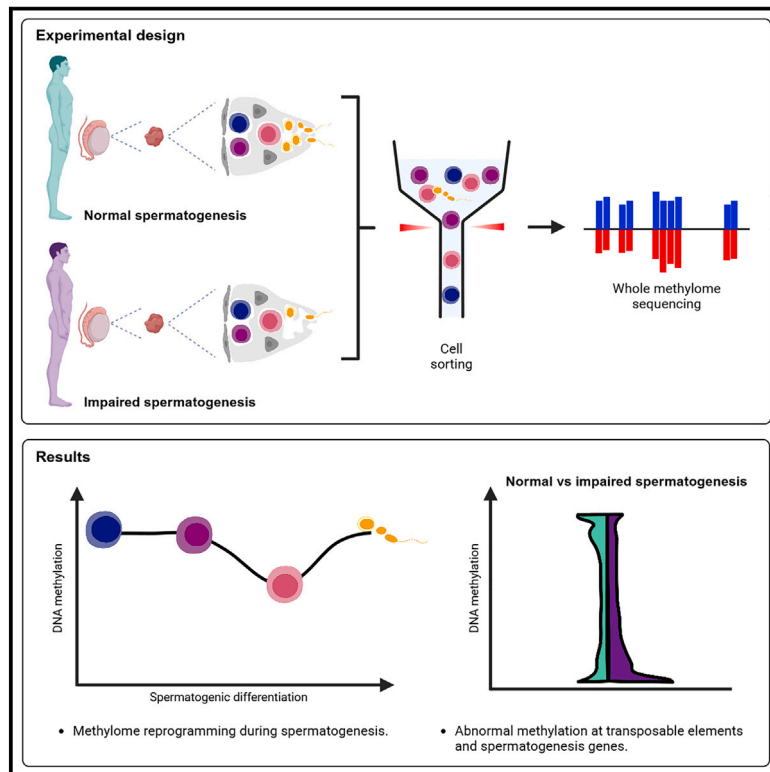 Experimental design
Normal spermatogenesis
Impaired spermatogenesis
Cell
sorting
Whole methylome
sequencing
Results
DNA methylation
Spermatogenic differentiation
• Methylome reprogramming during spermatogenesis.
Normal vs impaired spermatogenesis
DNA methylation
• Abnormal methylation at transposable elements
and spermatogenesis genes.